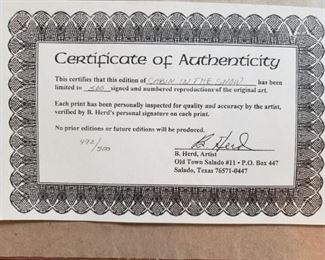 Certificate of Authenticity
This certifies that this edition of CABIN IN THE SNOW has been
limited to 500 signed and numbered reproductions of the original art.
Each print has been personally inspected for quality and accuracy by the artist,
verified by B. Herd's personal signature on each print.
No prior editions or future editions will be produced.
492/500
B Herd
B. Herd, Artist
Old Town Salado #11 • P.O. Box 447
Salado, Texas 76571-0447